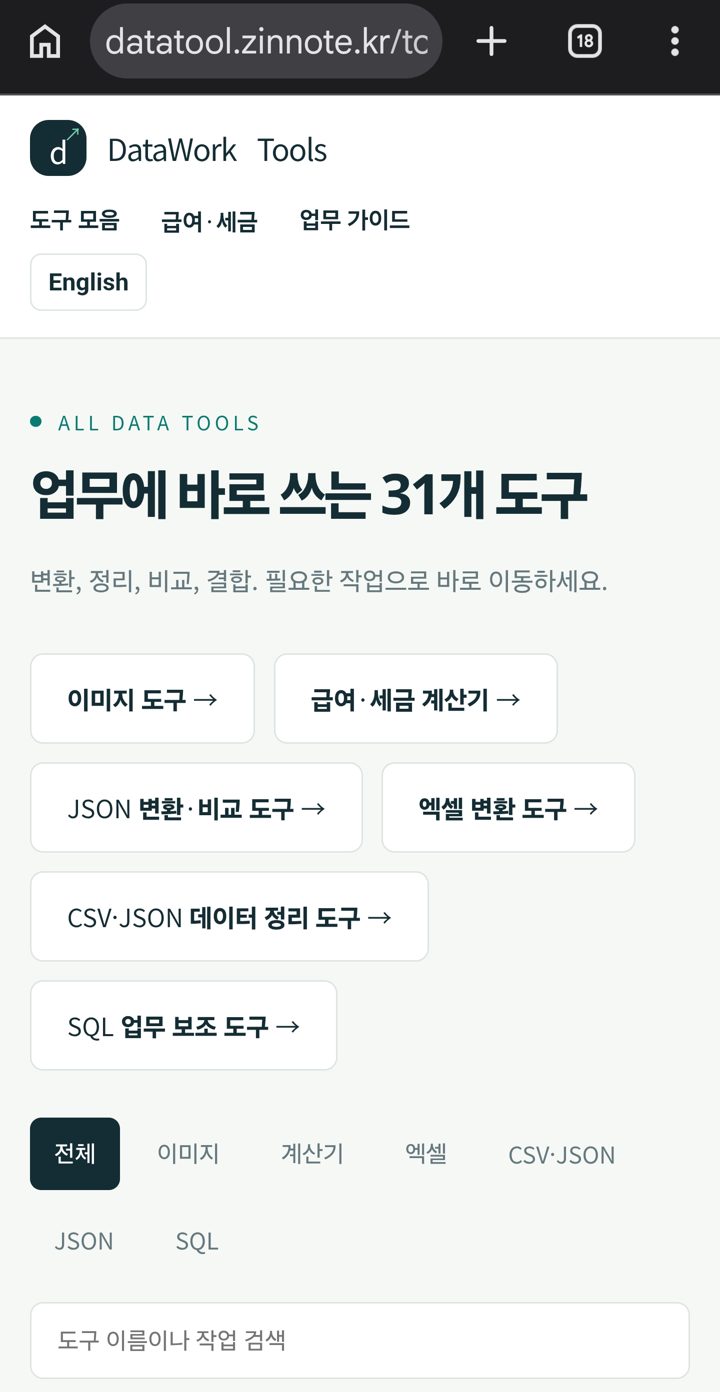 datatool.zinnote.kr/tc
18
d
DataWork Tools
도구 모음 급여·세금 업무 가이드
English
ALL DATA TOOLS
업무에 바로 쓰는 31개 도구
변환, 정리, 비교, 결합. 필요한 작업으로 바로 이동하세요.
이미지 도구 → 급여·세금 계산기 →
JSON 변환·비교 도구 → 엑셀 변환 도구 →
CSV·JSON 데이터 정리 도구 →
SQL 업무 보조 도구 →
전체 이미지 계산기 엑셀 CSV·JSON
JSON SQL
도구 이름이나 작업 검색